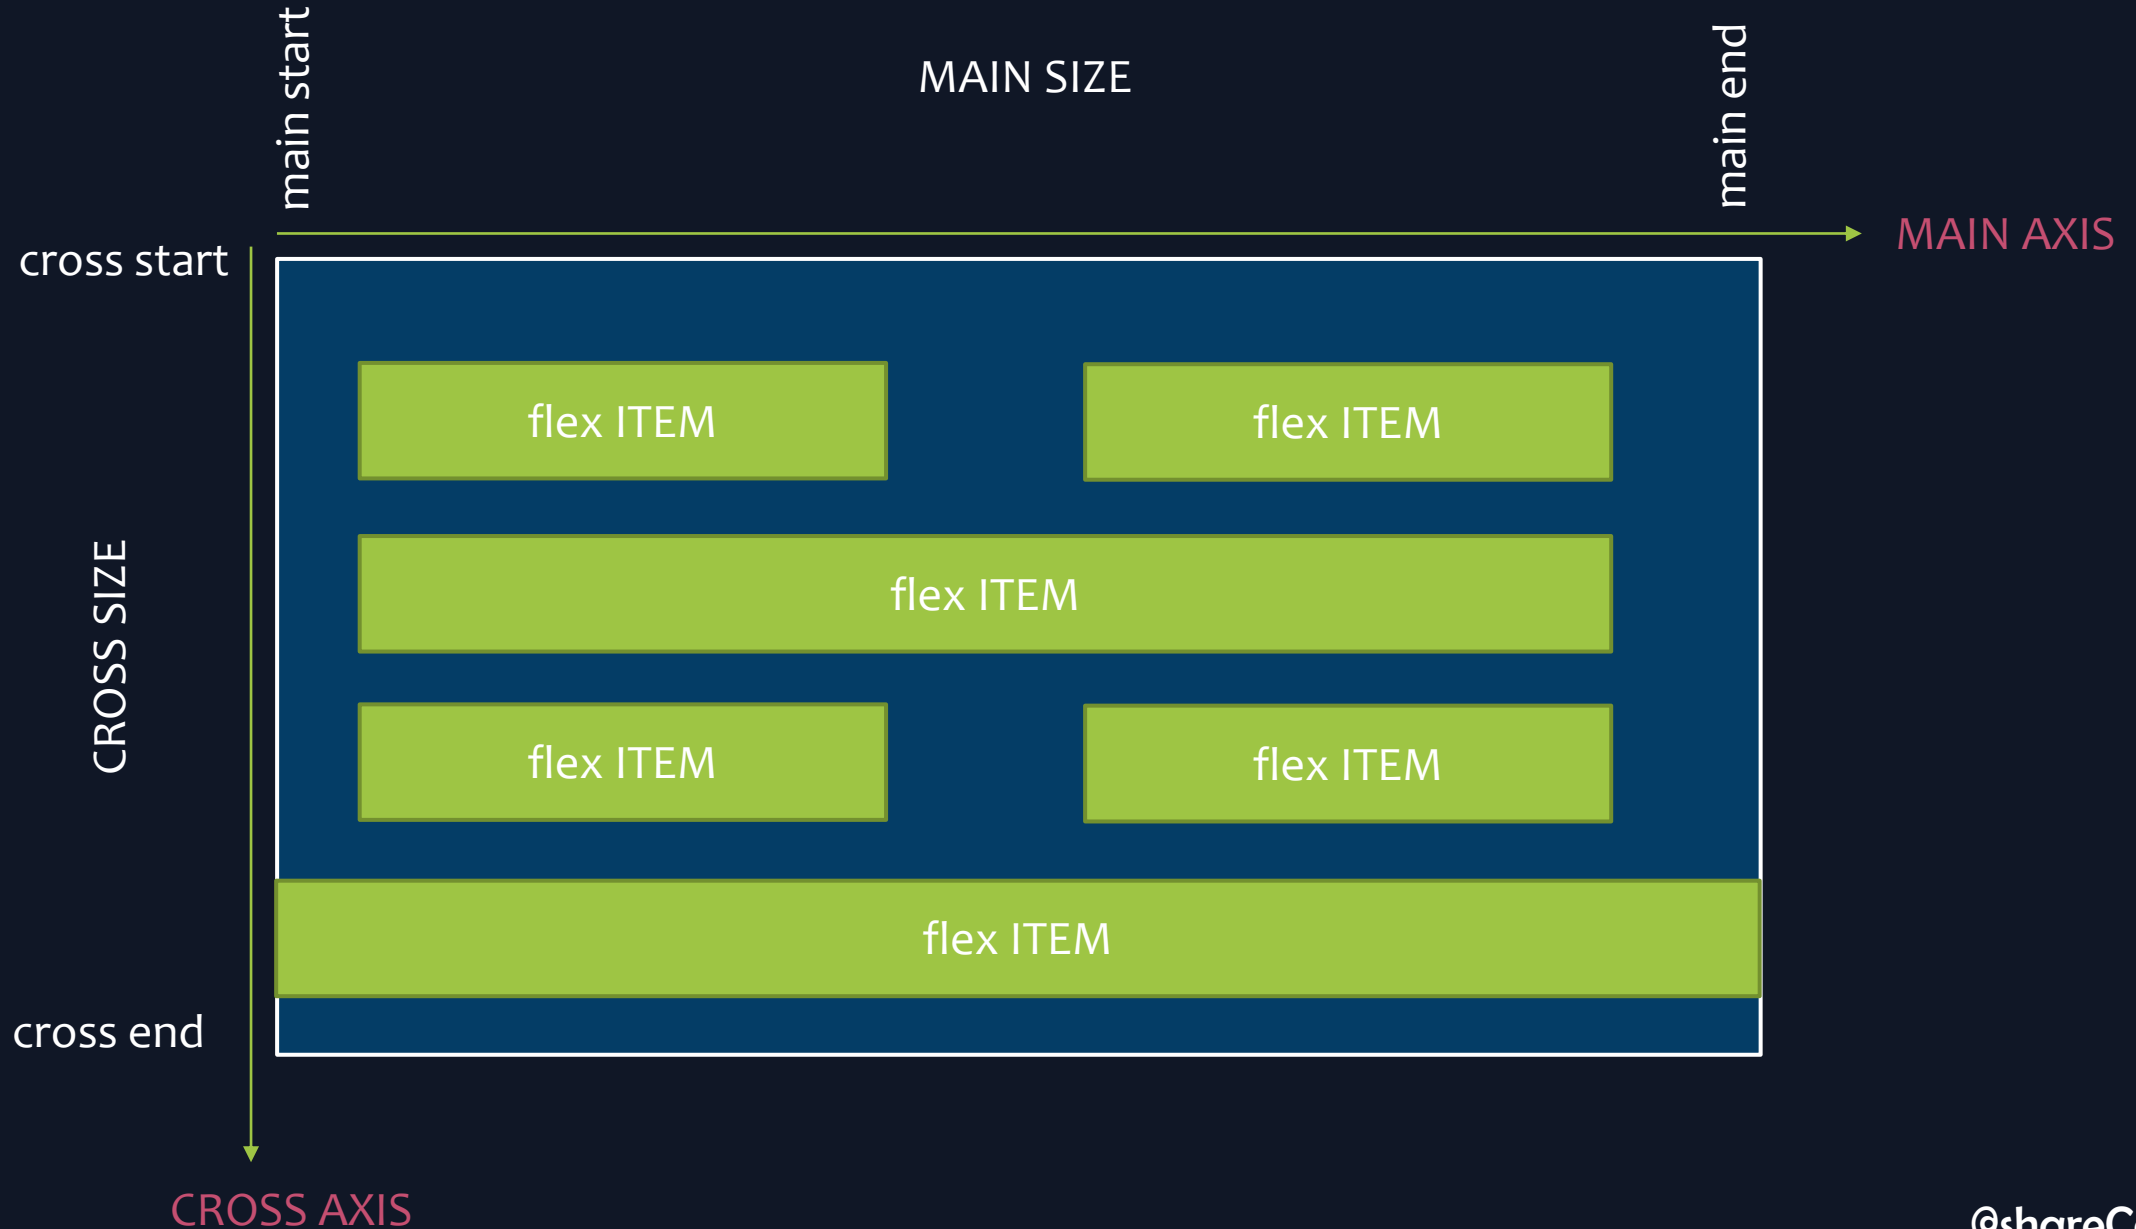 main start
MAIN SIZE
main end
MAIN AXIS
cross start
flex ITEM
flex ITEM
CROSS SIZE
flex ITEM
flex ITEM
flex ITEM
flex ITEM
cross end
CROSS AXIS